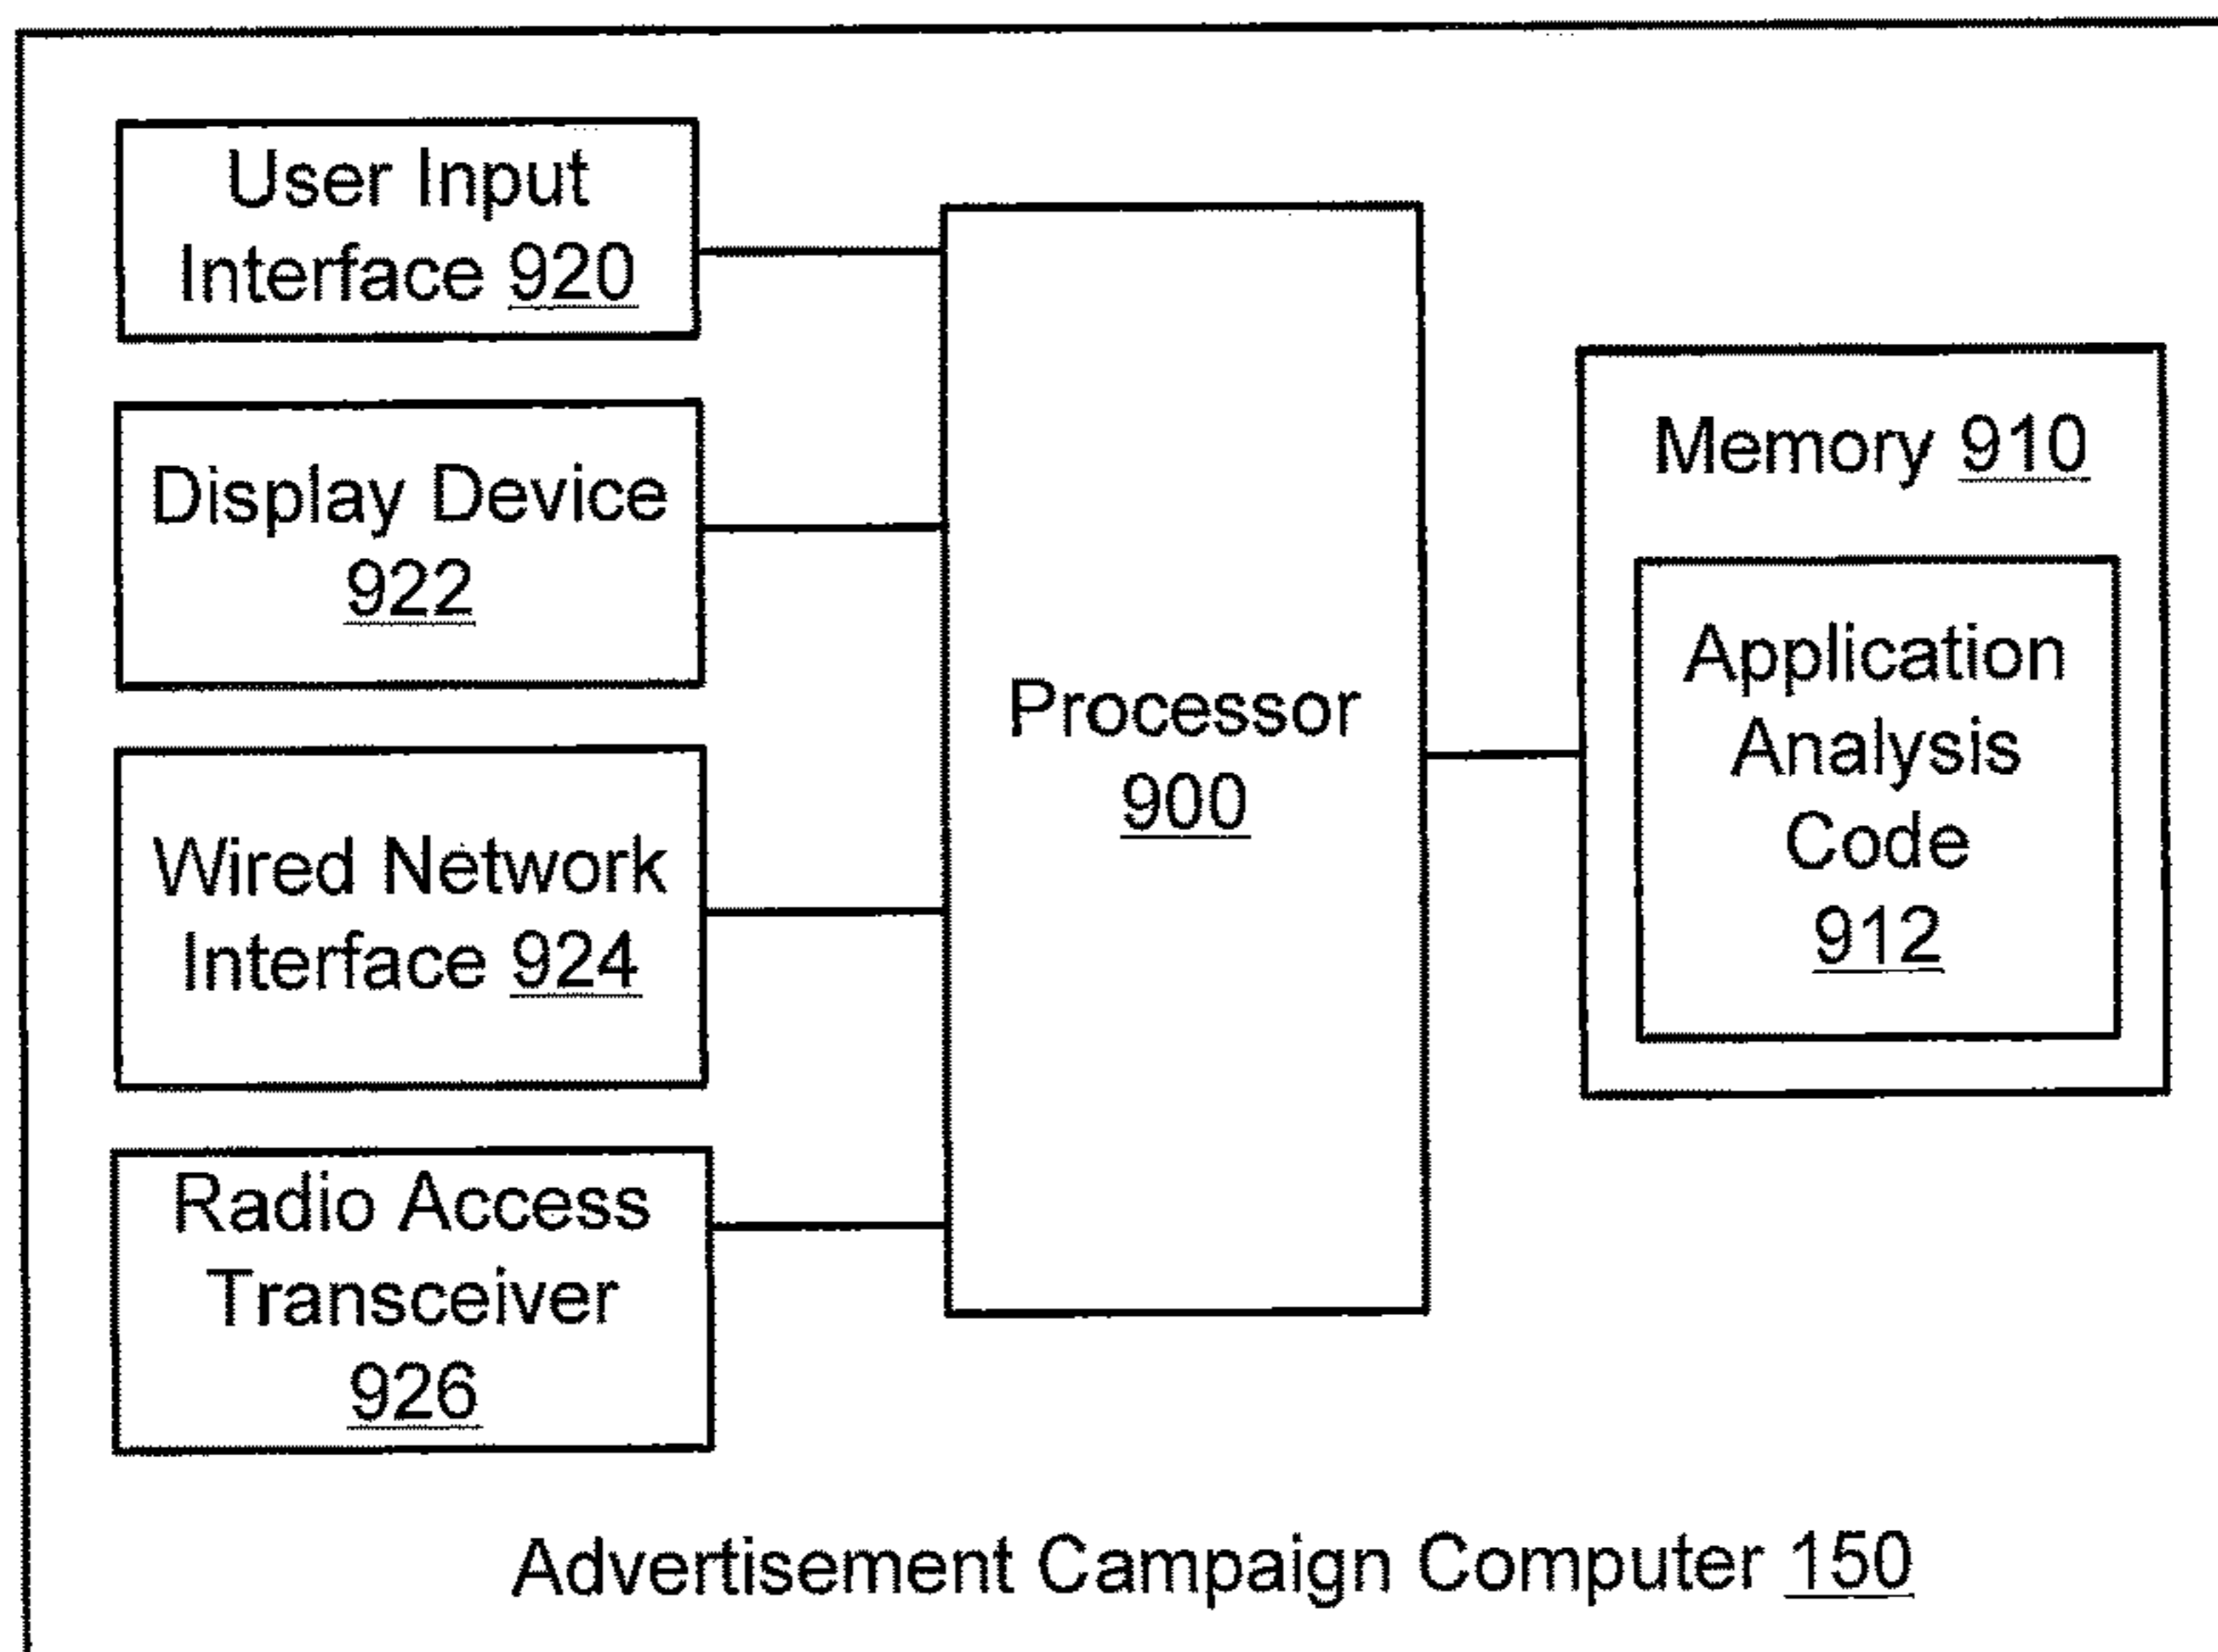 User Input
Interface 920
Display Device
922
Wired Network
Interface 924
Radio Access
Transceiver
926
Processor
900
Memory 910
Application
Analysis
Code
912
Advertisement Campaign Computer 150